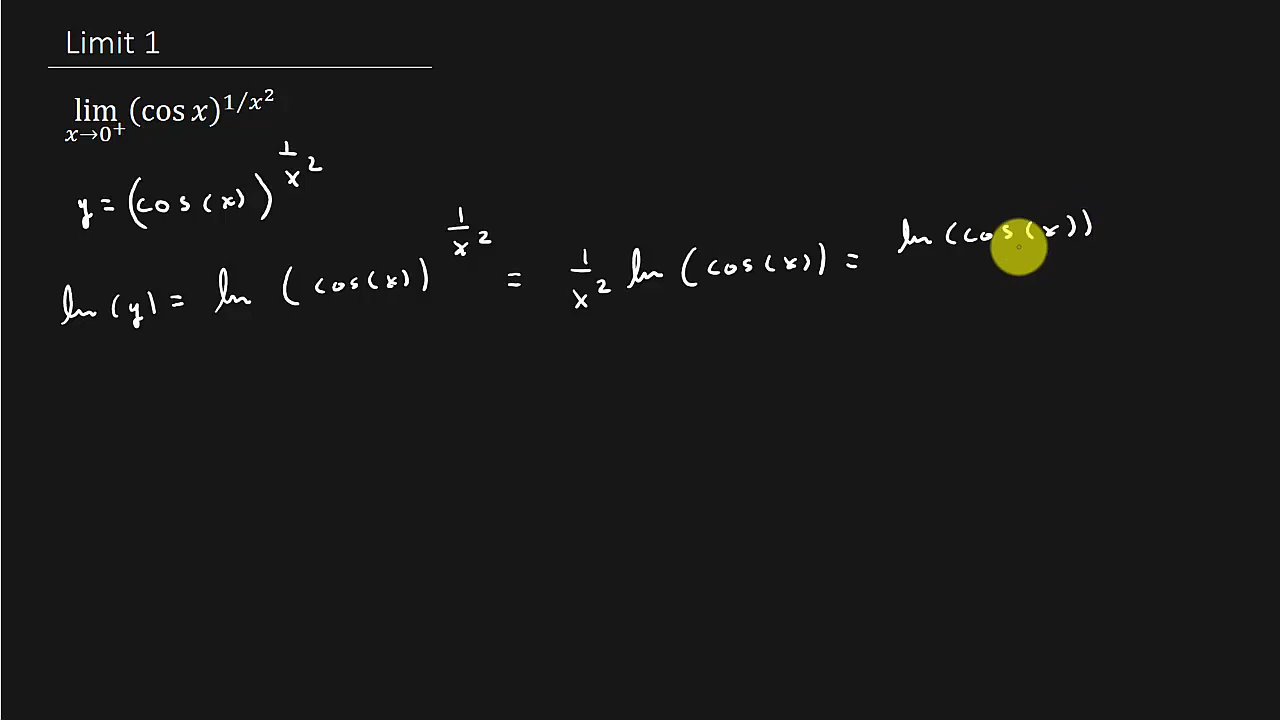 Limit 1
lim x→0⁺ (cos x)^{1/x²}
y = (cos(x))^{1/x²}
ln(y) = ln (cos(x))^{1/x²} = 1/x² ln (cos(x)) = ln(cos(x))